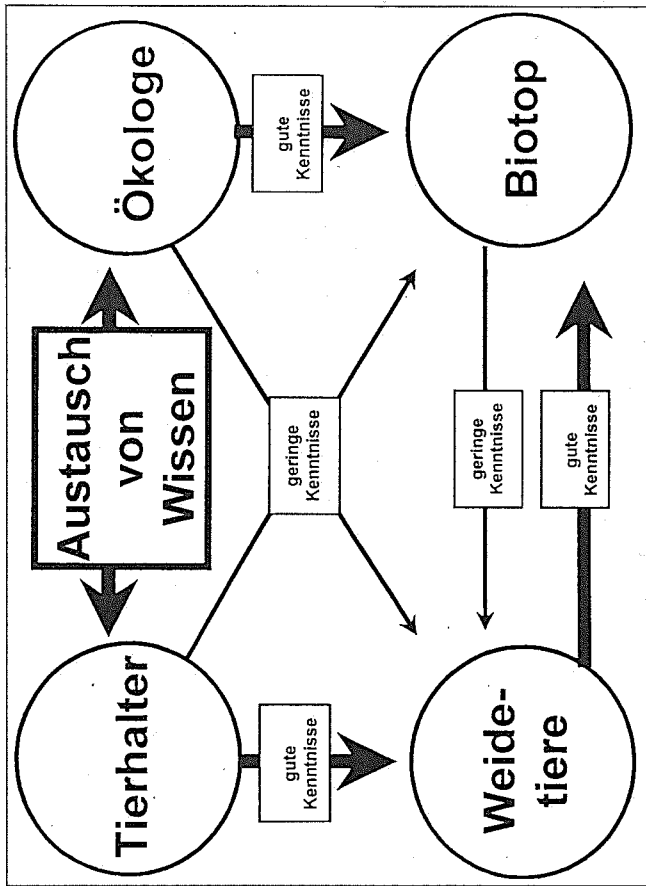 Tierhalter
Austausch
von
Wissen
Ökologe
gute
Kenntnisse
geringe
Kenntnisse
gute
Kenntnisse
Weide-
tiere
geringe
Kenntnisse
gute
Kenntnisse
Biotop